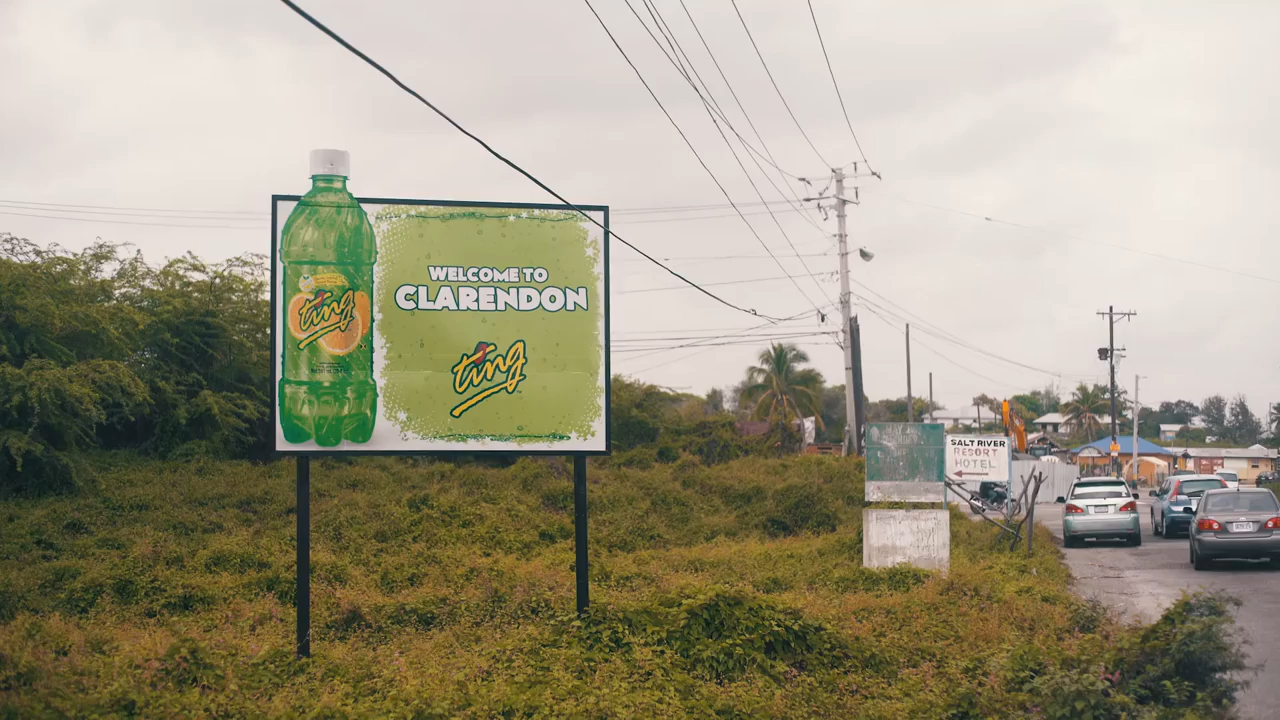 WELCOME TO
CLARENDON
ting
ting
SALT RIVER
RESORT
HOTEL